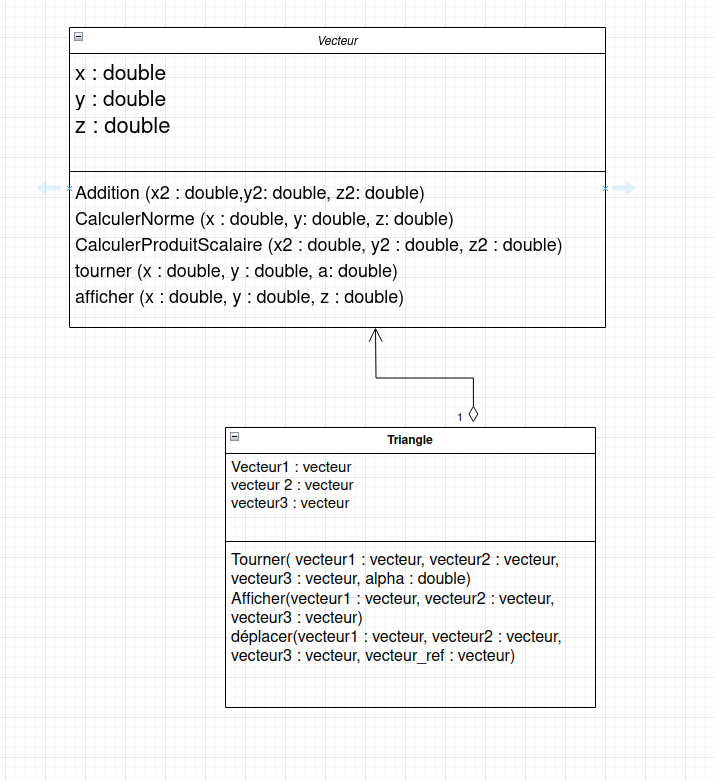 Vecteur
x : double
y : double
z : double
Addition (x2 : double,y2: double, z2: double)
CalculerNorme (x : double, y: double, z: double)
CalculerProduitScalaire (x2 : double, y2 : double, z2 : double)
tourner (x : double, y : double, a: double)
afficher (x : double, y : double, z : double)
1
Triangle
Vecteur1 : vecteur
vecteur 2 : vecteur
vecteur3 : vecteur
Tourner( vecteur1 : vecteur, vecteur2 : vecteur,
vecteur3 : vecteur, alpha : double)
Afficher(vecteur1 : vecteur, vecteur2 : vecteur,
vecteur3 : vecteur)
déplacer(vecteur1 : vecteur, vecteur2 : vecteur,
vecteur3 : vecteur, vecteur_ref : vecteur)